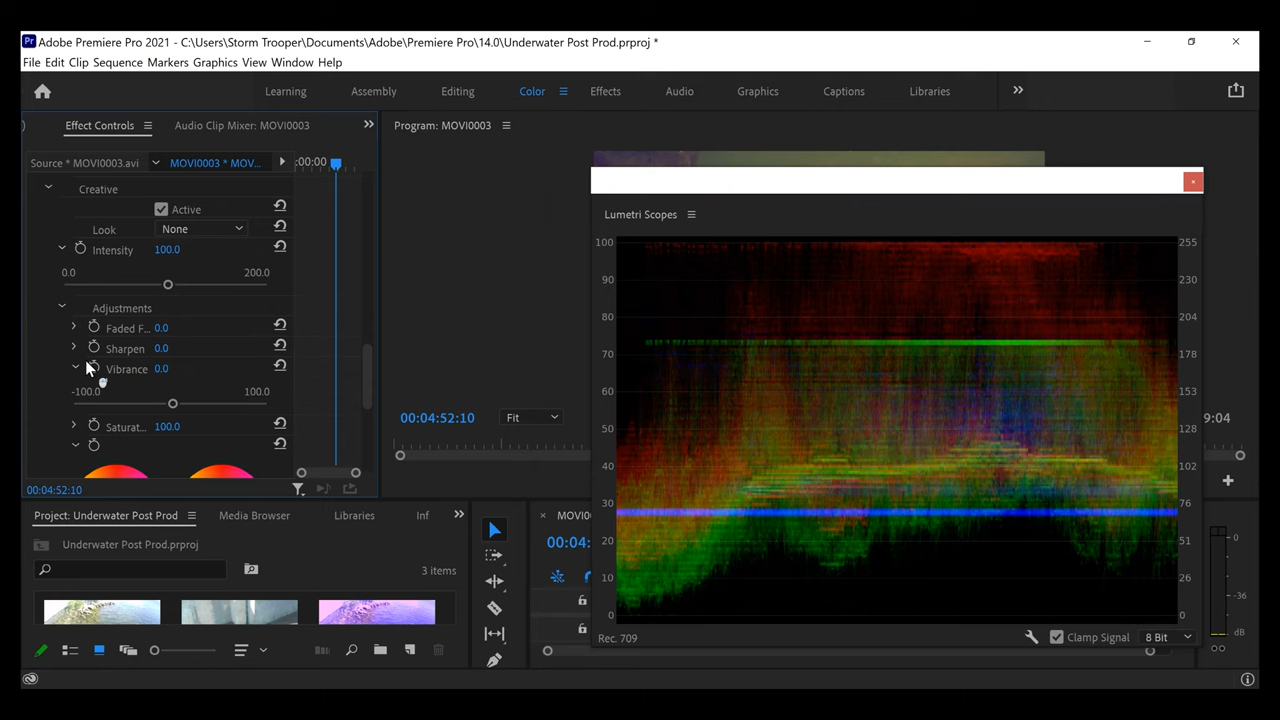 Pr Adobe Premiere Pro 2021 - C:\Users\Storm Trooper\Documents\Adobe\Premiere Pro\14.0\Underwater Post Prod.prproj *
File Edit Clip Sequence Markers Graphics View Window Help
Learning Assembly Editing Color Effects Audio Graphics Captions Libraries
Effect Controls Audio Clip Mixer: MOVI0003
Program: MOVI0003
Source * MOVI0003.avi MOVI0003 * MOV... :00:00
Creative
Active
Look None
Intensity 100.0
0.0 200.0
Adjustments
Faded F... 0.0
Sharpen 0.0
Vibrance 0.0
-100.0 100.0
Saturat... 100.0
00:04:52:10
00:04:52:10 Fit 9:04
Lumetri Scopes
100 255
90 230
80 204
70 178
60 153
50 128
40 102
30 76
20 51
10 26
0 0
Rec. 709 Clamp Signal 8 Bit
Project: Underwater Post Prod Media Browser Libraries Inf
Underwater Post Prod.prproj
3 items
MOVI0
00:04:
0
-36
dB